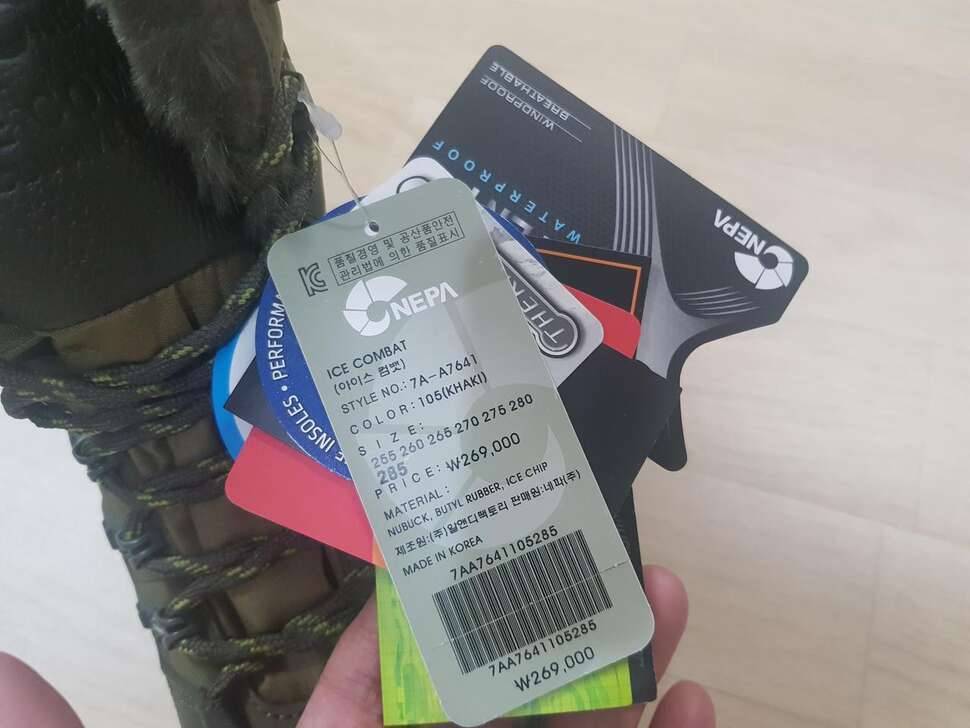 WINDPROOF
BREATHABLE
WATERPROOF
NEPA
품질경영 및 공산품안전
관리법에 의한 품질표시
NEPA
ICE COMBAT
(아이스 컴뱃)
STYLE NO.: 7A-A7641
COLOR: 105(KHAKI)
SIZE:
255 260 265 270 275 280
285
PRICE: ₩269,000
MATERIAL:
NUBUCK, BUTYL RUBBER, ICE CHIP
제조원:(주)알앤디팩토리 판매원:네파(주)
MADE IN KOREA
7AA7641105285
7AA7641105285
₩269,000
INSOLES • PERFORMA